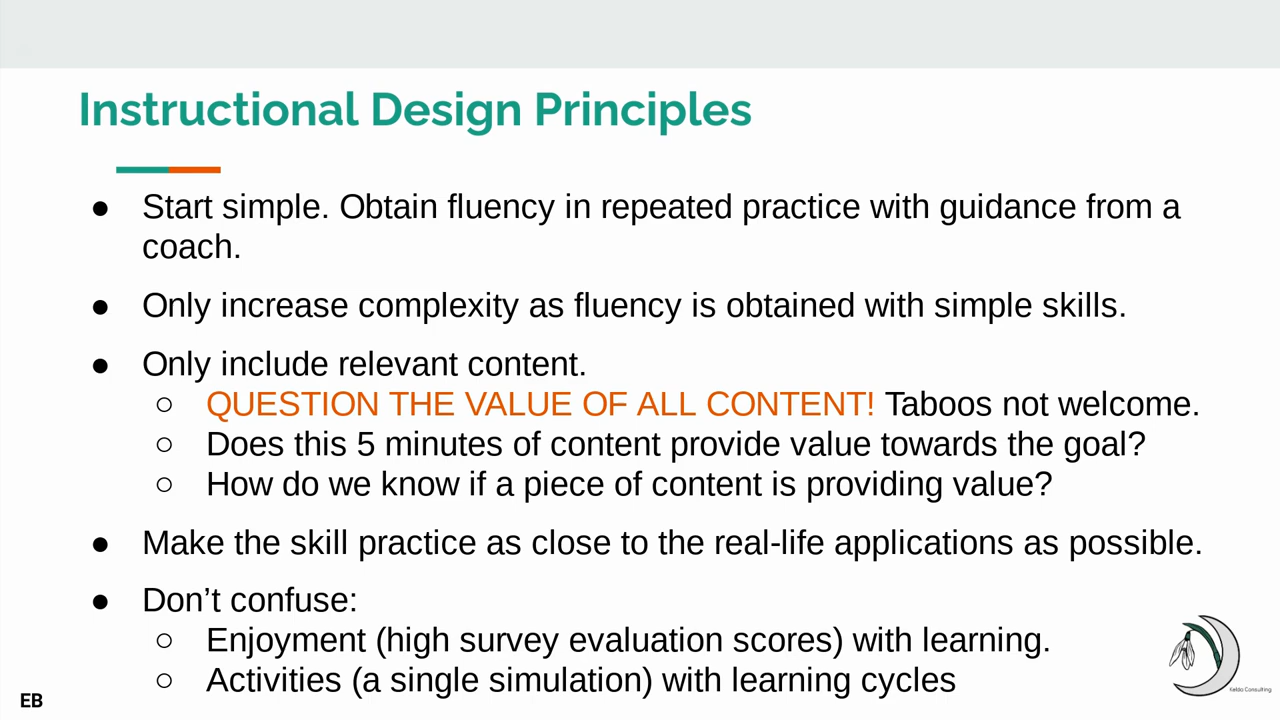 Instructional Design Principles
● Start simple. Obtain fluency in repeated practice with guidance from a
coach.
● Only increase complexity as fluency is obtained with simple skills.
● Only include relevant content.
○ QUESTION THE VALUE OF ALL CONTENT! Taboos not welcome.
○ Does this 5 minutes of content provide value towards the goal?
○ How do we know if a piece of content is providing value?
● Make the skill practice as close to the real-life applications as possible.
● Don’t confuse:
○ Enjoyment (high survey evaluation scores) with learning.
○ Activities (a single simulation) with learning cycles
EB
Consulting